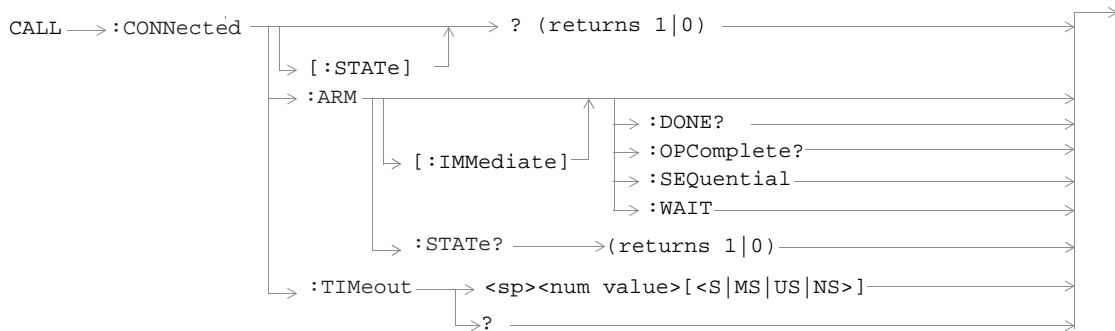 CALL :CONNected ? (returns 1|0)
[:STATe]
:ARM
:DONE?
[:IMMediate] :OPComplete?
:SEQuential
:WAIT
:STATe? (returns 1|0)
:TIMeout <sp><num value>[<S|MS|US|NS>]
?